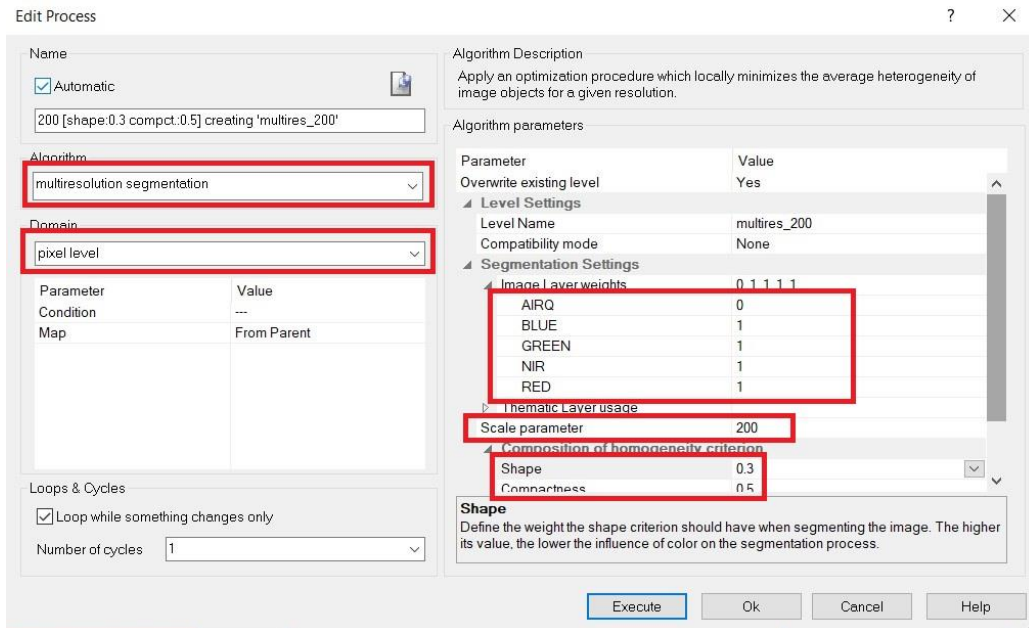 Edit Process
? ×
Name
Automatic
200 [shape:0.3 compct.:0.5] creating 'multires_200'
Algorithm
multiresolution segmentation
Domain
pixel level
Parameter Value
Condition ---
Map From Parent
Loops & Cycles
Loop while something changes only
Number of cycles 1
Algorithm Description
Apply an optimization procedure which locally minimizes the average heterogeneity of
image objects for a given resolution.
Algorithm parameters
Parameter Value
Overwrite existing level Yes
Level Settings
Level Name multires_200
Compatibility mode None
Segmentation Settings
Image Layer weights 0, 1, 1, 1, 1
AIRQ 0
BLUE 1
GREEN 1
NIR 1
RED 1
Thematic Layer usage
Scale parameter 200
Composition of homogeneity criterion
Shape 0.3
Compactness 0.5
Shape
Define the weight the shape criterion should have when segmenting the image. The higher
its value, the lower the influence of color on the segmentation process.
Execute Ok Cancel Help